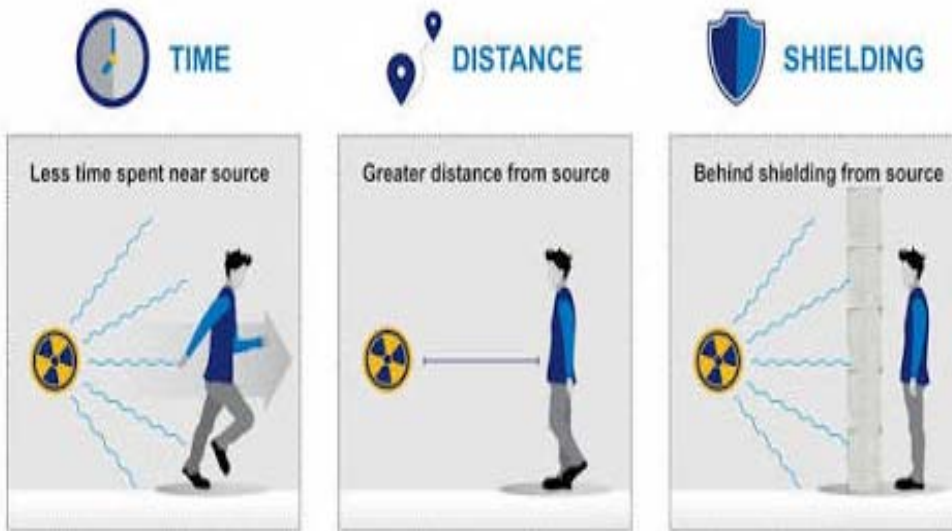 TIME
DISTANCE
SHIELDING
Less time spent near source
Greater distance from source
Behind shielding from source